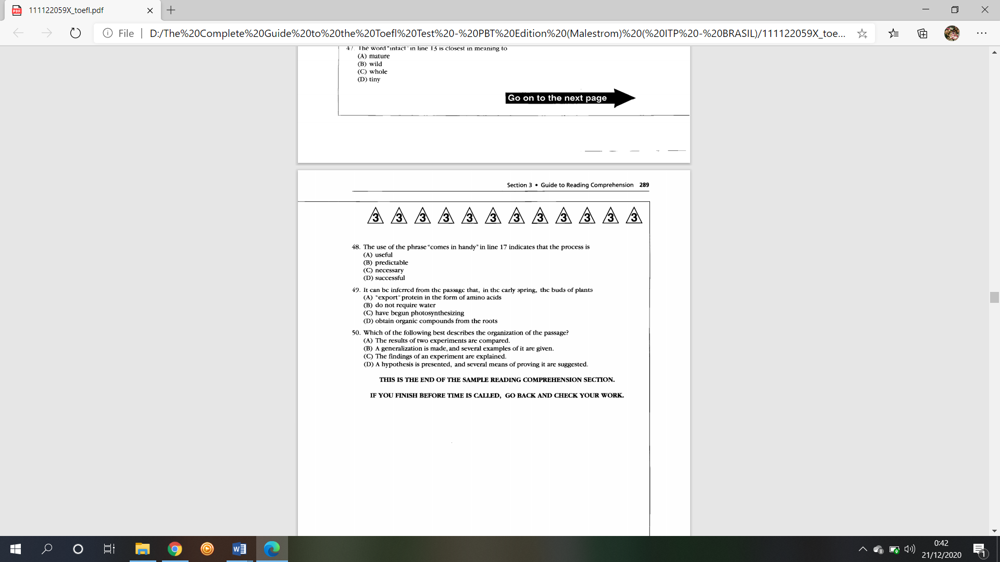 111122059X_toefl.pdf
File
D:/The%20Complete%20Guide%20to%20the%20Toefl%20Test%20-%20PBT%20Edition%20(Malestrom)%20(%20ITP%20-%20BRASIL)/111122059X_toe...
47. The word "intact" in line 13 is closest in meaning to
(A) mature
(B) wild
(C) whole
(D) tiny
Go on to the next page
Section 3 • Guide to Reading Comprehension 289
3 3 3 3 3 3 3 3 3 3 3 3
48. The use of the phrase "comes in handy" in line 17 indicates that the process is
(A) useful
(B) predictable
(C) necessary
(D) successful
49. It can be inferred from the passage that, in the early spring, the buds of plants
(A) "export" protein in the form of amino acids
(B) do not require water
(C) have begun photosynthesizing
(D) obtain organic compounds from the roots
50. Which of the following best describes the organization of the passage?
(A) The results of two experiments are compared.
(B) A generalization is made, and several examples of it are given.
(C) The findings of an experiment are explained.
(D) A hypothesis is presented, and several means of proving it are suggested.
THIS IS THE END OF THE SAMPLE READING COMPREHENSION SECTION.
IF YOU FINISH BEFORE TIME IS CALLED, GO BACK AND CHECK YOUR WORK.
0:42
21/12/2020
1